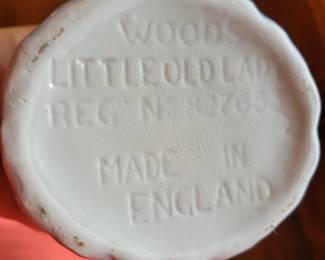 WOODS
LITTLE OLD LAD
REG N
MADE IN
ENGLAND